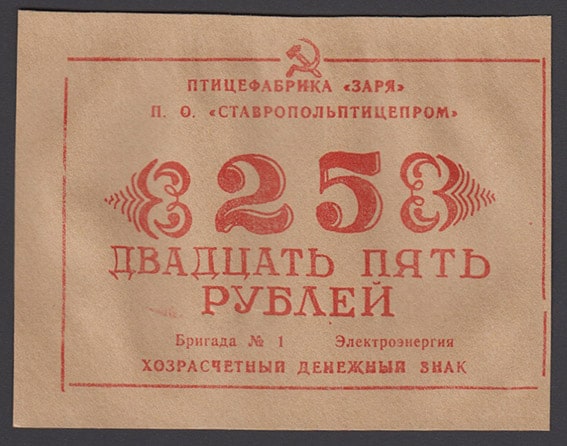 ПТИЦЕФАБРИКА «ЗАРЯ»
П. О. «СТАВРОПОЛЬПТИЦЕПРОМ»
25
ДВАДЦАТЬ ПЯТЬ
РУБЛЕЙ
Бригада № 1 Электроэнергия
ХОЗРАСЧЕТНЫЙ ДЕНЕЖНЫЙ ЗНАК